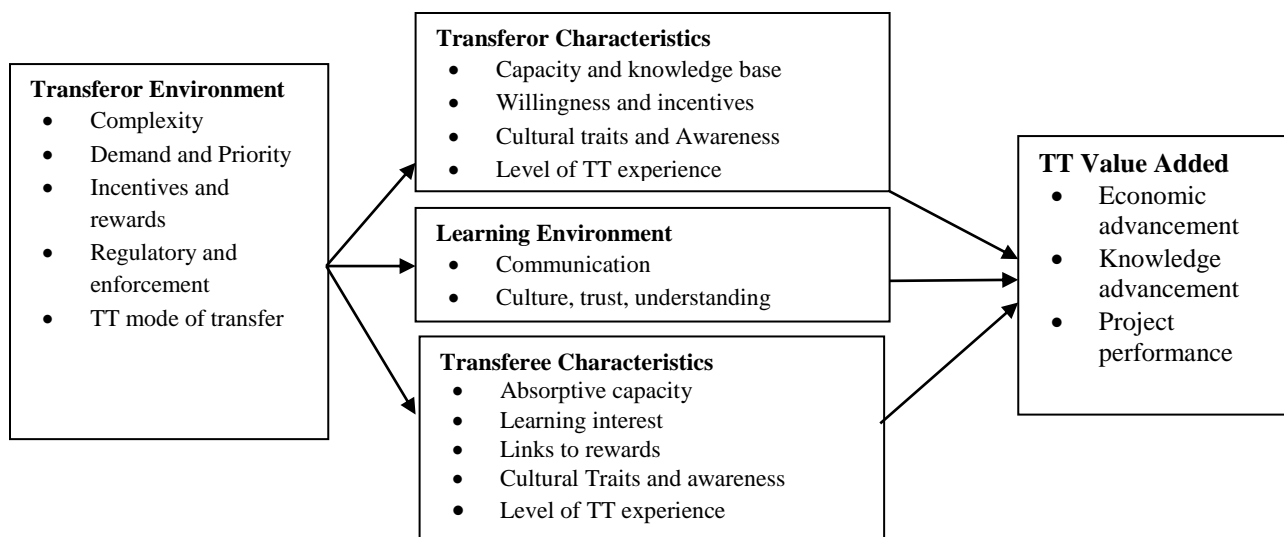 Transferor Environment
• Complexity
• Demand and Priority
• Incentives and
rewards
• Regulatory and
enforcement
• TT mode of transfer
Transferor Characteristics
• Capacity and knowledge base
• Willingness and incentives
• Cultural traits and Awareness
• Level of TT experience
Learning Environment
• Communication
• Culture, trust, understanding
Transferee Characteristics
• Absorptive capacity
• Learning interest
• Links to rewards
• Cultural Traits and awareness
• Level of TT experience
TT Value Added
• Economic
advancement
• Knowledge
advancement
• Project
performance